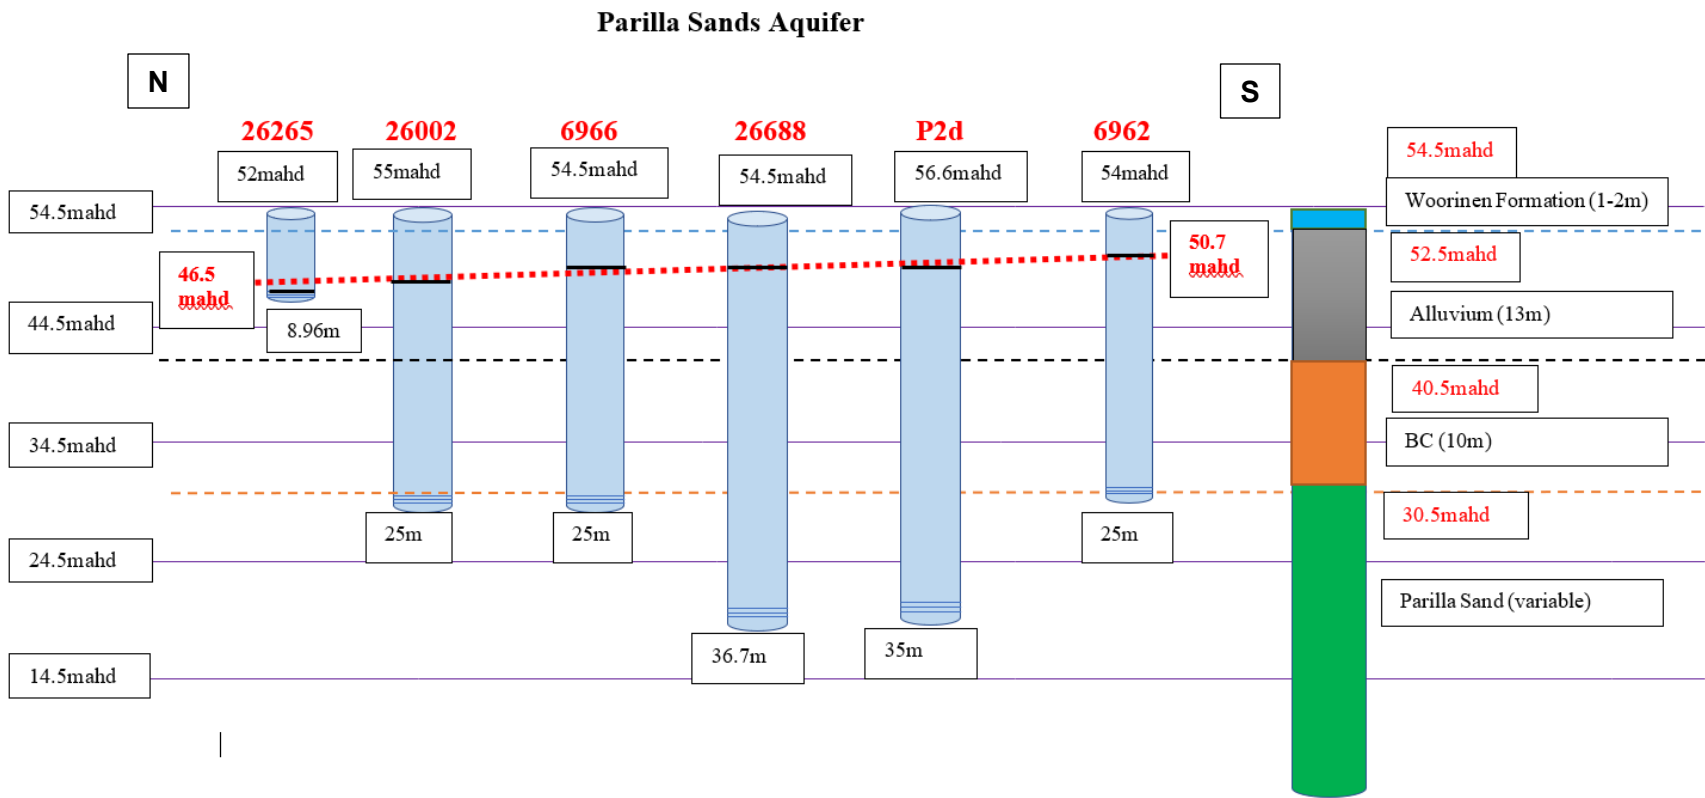 Parilla Sands Aquifer
N
S
26265
26002
6966
26688
P2d
6962
52mahd
55mahd
54.5mahd
54.5mahd
56.6mahd
54mahd
54.5mahd
Woorinen Formation (1-2m)
54.5mahd
50.7
mahd
52.5mahd
46.5
mahd
44.5mahd
8.96m
Alluvium (13m)
40.5mahd
34.5mahd
BC (10m)
30.5mahd
25m
25m
25m
24.5mahd
Parilla Sand (variable)
36.7m
35m
14.5mahd